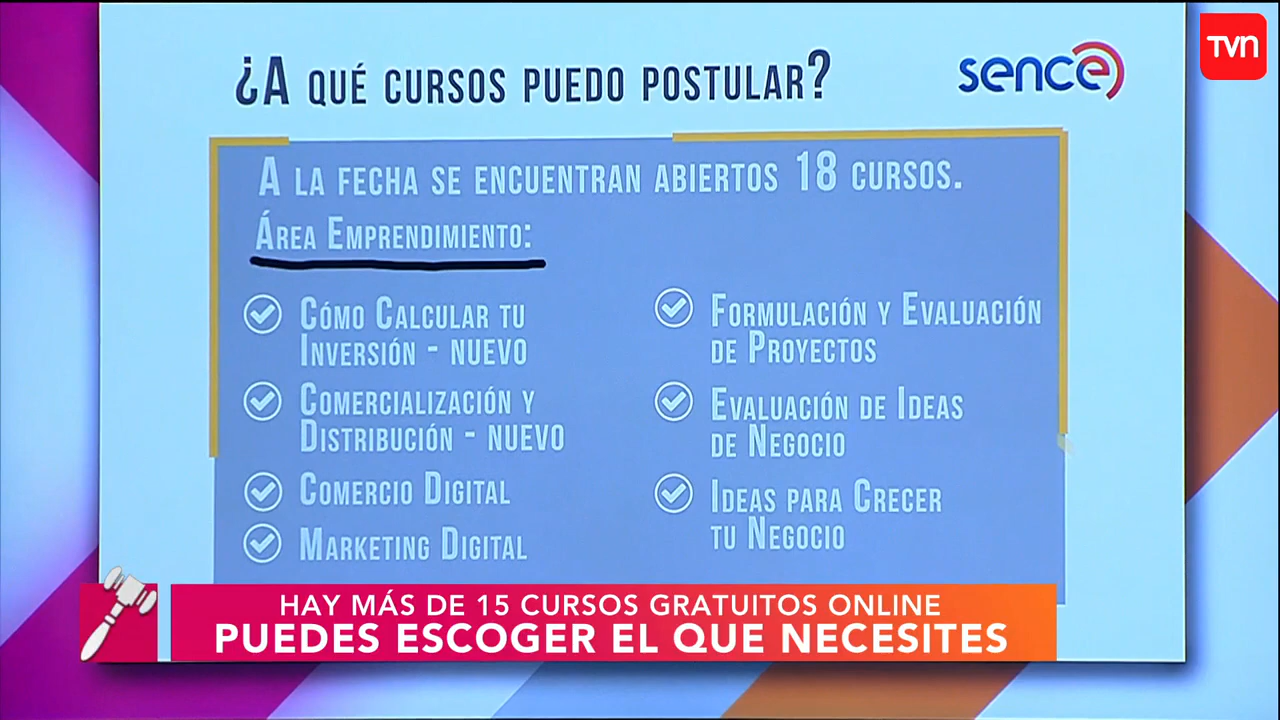 ¿A QUÉ CURSOS PUEDO POSTULAR?
sence
TVN
A LA FECHA SE ENCUENTRAN ABIERTOS 18 CURSOS.
ÁREA EMPRENDIMIENTO:
CÓMO CALCULAR TU
INVERSIÓN - NUEVO
COMERCIALIZACIÓN Y
DISTRIBUCIÓN - NUEVO
COMERCIO DIGITAL
MARKETING DIGITAL
FORMULACIÓN Y EVALUACIÓN
DE PROYECTOS
EVALUACIÓN DE IDEAS
DE NEGOCIO
IDEAS PARA CRECER
TU NEGOCIO
HAY MÁS DE 15 CURSOS GRATUITOS ONLINE
PUEDES ESCOGER EL QUE NECESITES